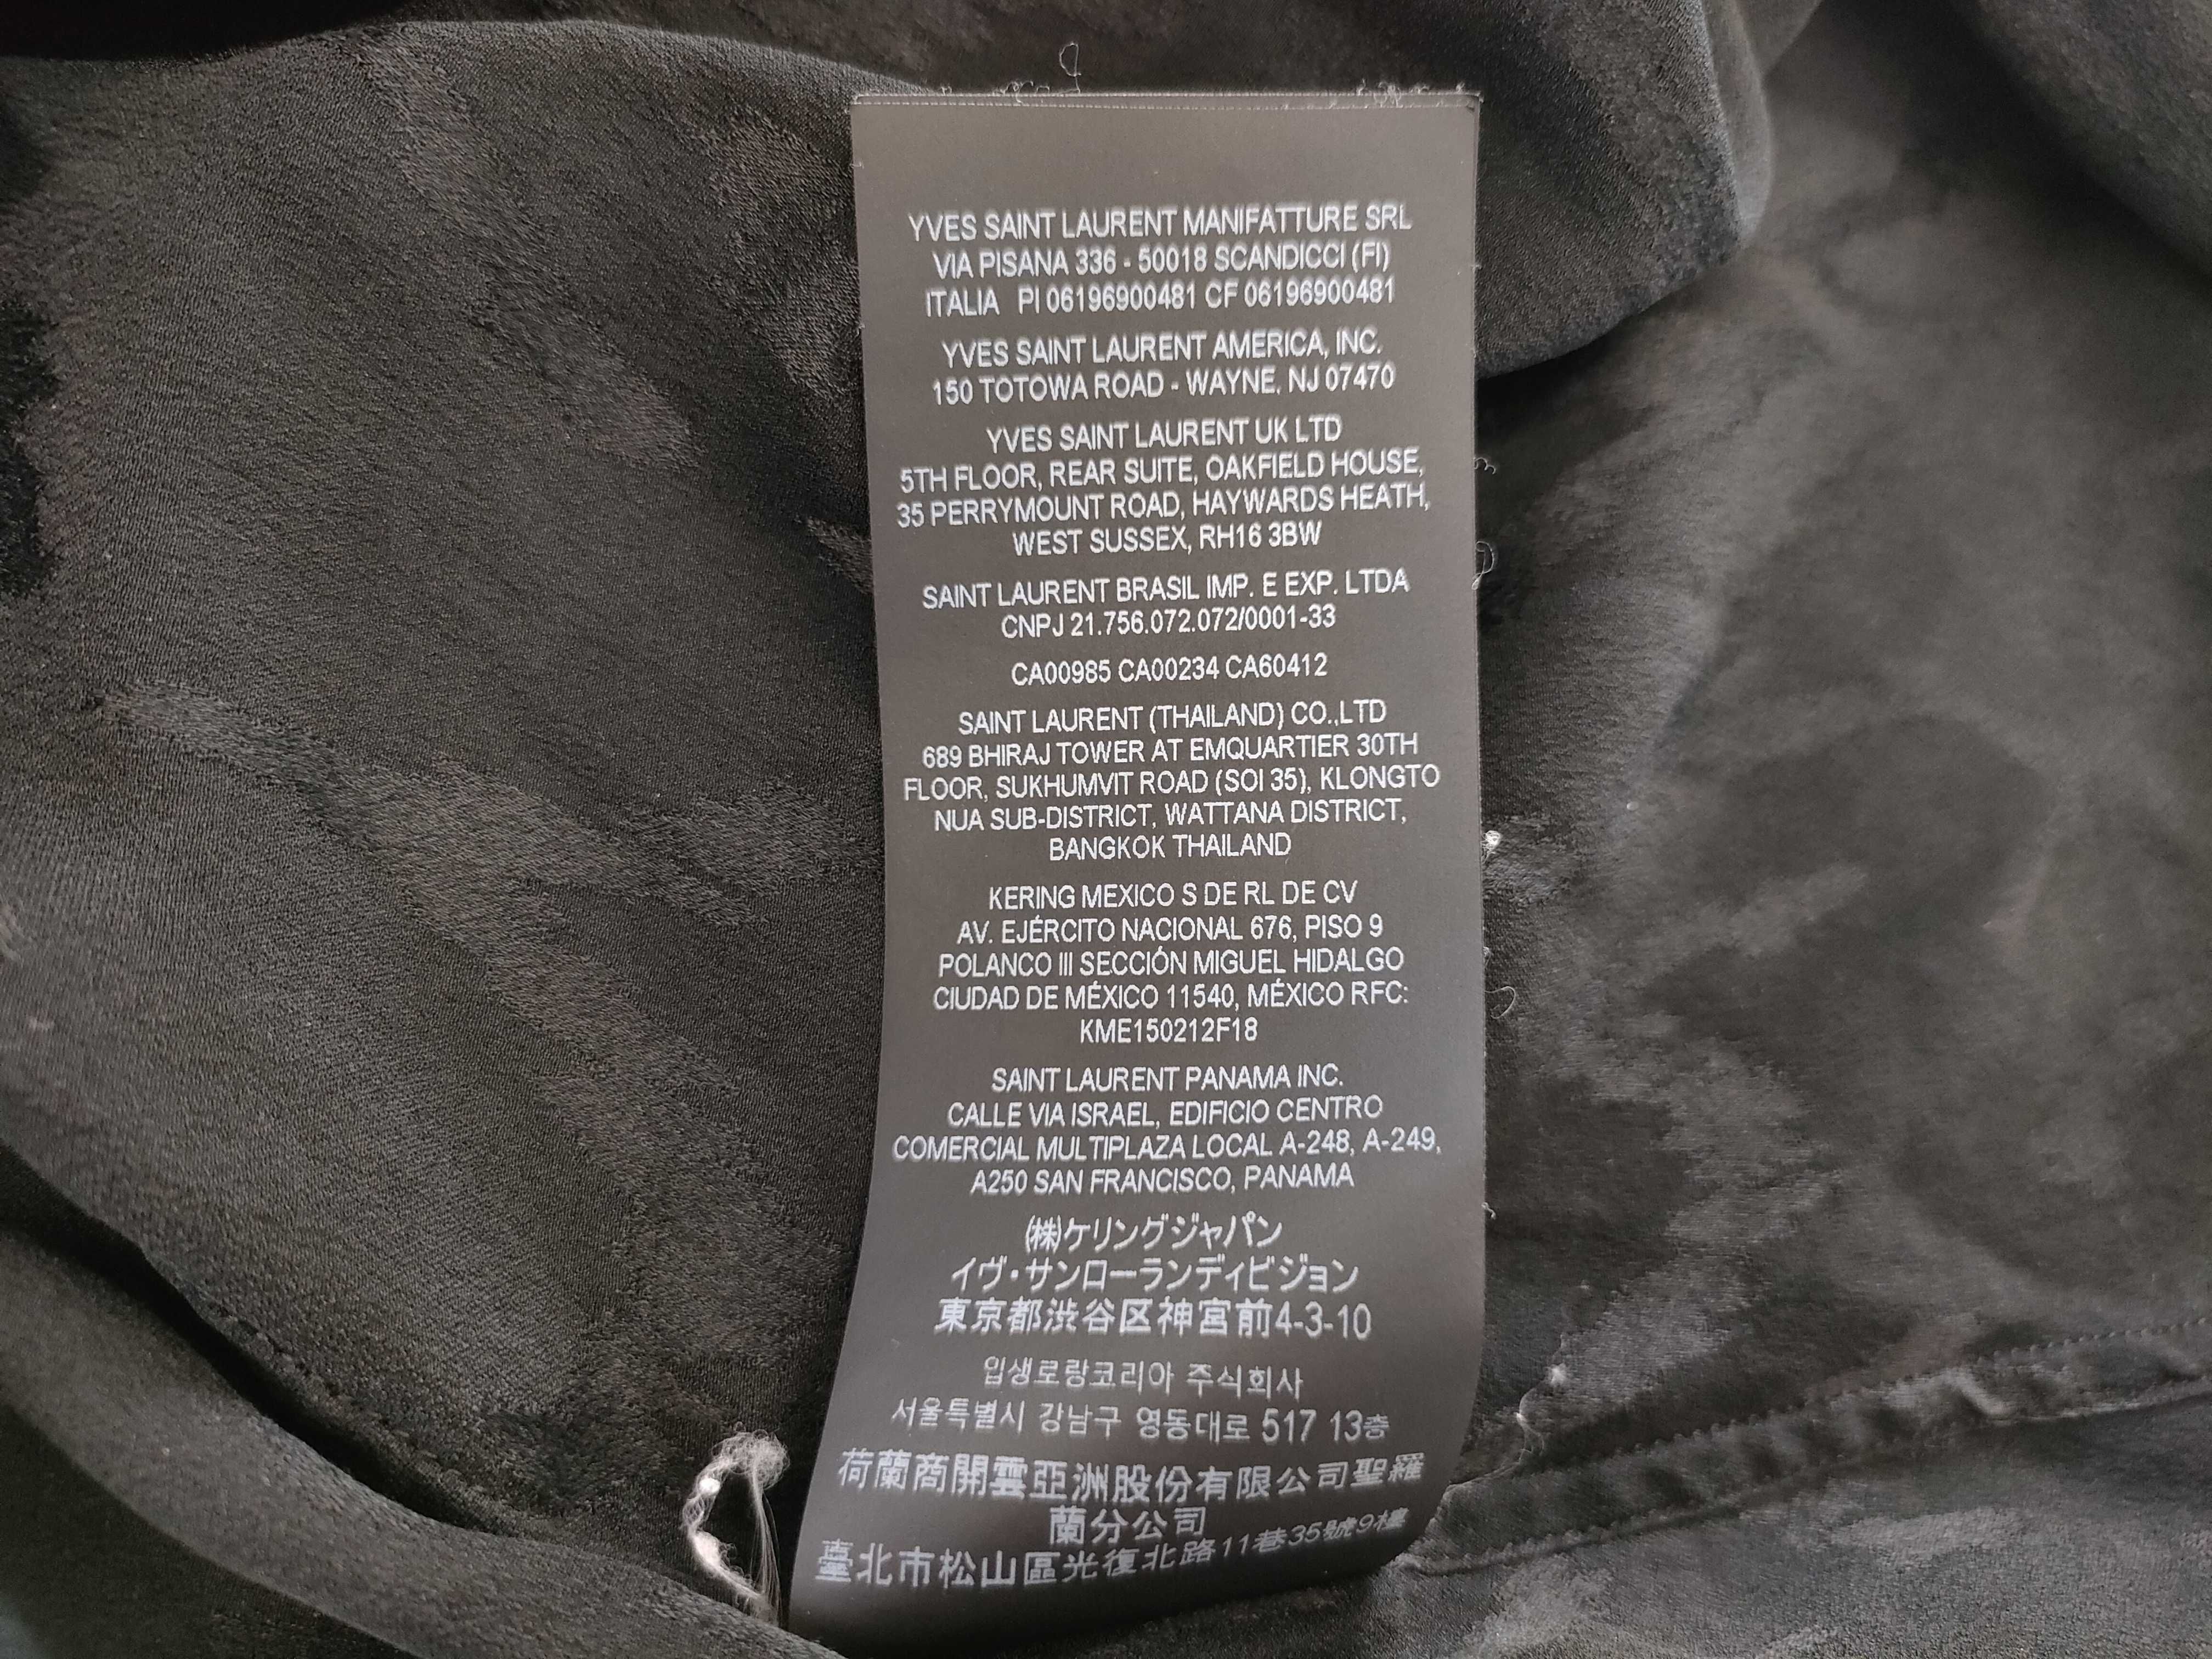 YVES SAINT LAURENT MANIFATTURE SRL
VIA PISANA 336 - 50018 SCANDICCI (FI)
ITALIA PI 06196900481 CF 06196900481
YVES SAINT LAURENT AMERICA, INC.
150 TOTOWA ROAD - WAYNE, NJ 07470
YVES SAINT LAURENT UK LTD
5TH FLOOR, REAR SUITE, OAKFIELD HOUSE,
35 PERRYMOUNT ROAD, HAYWARDS HEATH,
WEST SUSSEX, RH16 3BW
SAINT LAURENT BRASIL IMP. E EXP. LTDA
CNPJ 21.756.072.072/0001-33
CA00985 CA00234 CA60412
SAINT LAURENT (THAILAND) CO.,LTD
689 BHIRAJ TOWER AT EMQUARTIER 30TH
FLOOR, SUKHUMVIT ROAD (SOI 35), KLONGTO
NUA SUB-DISTRICT, WATTANA DISTRICT,
BANGKOK THAILAND
KERING MEXICO S DE RL DE CV
AV. EJÉRCITO NACIONAL 676, PISO 9
POLANCO III SECCIÓN MIGUEL HIDALGO
CIUDAD DE MÉXICO 11540, MÉXICO RFC:
KME150212F18
SAINT LAURENT PANAMA INC.
CALLE VIA ISRAEL, EDIFICIO CENTRO
COMERCIAL MULTIPLAZA LOCAL A-248, A-249,
A250 SAN FRANCISCO, PANAMA
㈱ケリングジャパン
イヴ・サンローランディビジョン
東京都渋谷区神宮前4-3-10
입생로랑코리아 주식회사
서울특별시 강남구 영동대로 517 13층
荷蘭商開雲亞洲股份有限公司聖羅
蘭分公司
臺北市松山區光復北路11巷35號9樓